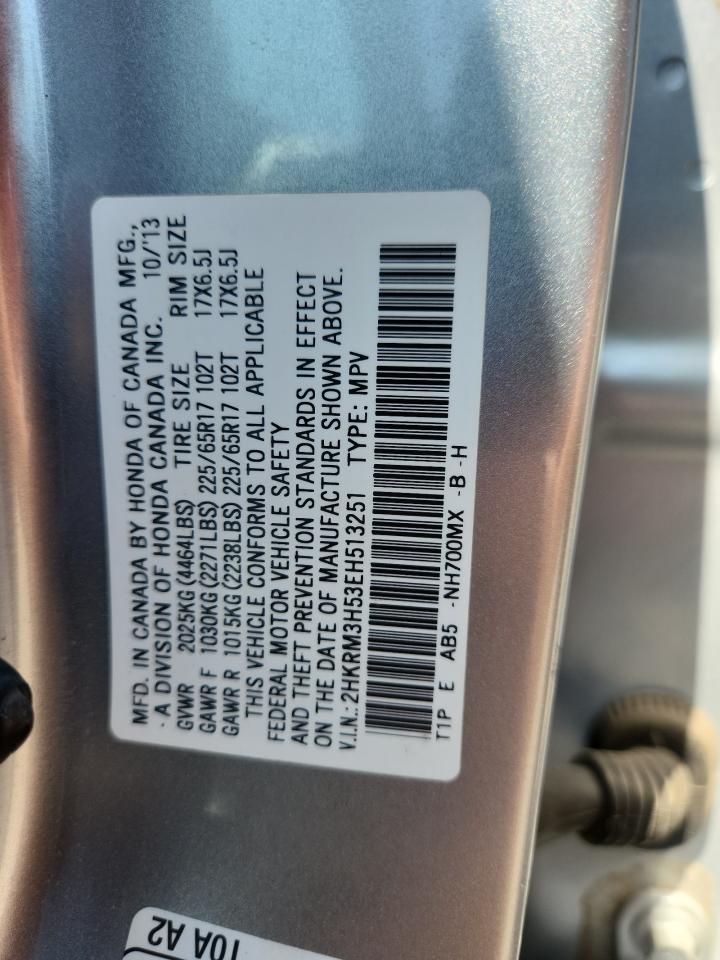 MFD. IN CANADA BY HONDA OF CANADA MFG.,
- A DIVISION OF HONDA CANADA INC. 10/'13
GVWR 2025KG (4464LBS) TIRE SIZE RIM SIZE
GAWR F 1030KG (2271LBS) 225/65R17 102T 17X6.5J
GAWR R 1015KG (2238LBS) 225/65R17 102T 17X6.5J
THIS VEHICLE CONFORMS TO ALL APPLICABLE
FEDERAL MOTOR VEHICLE SAFETY
AND THEFT PREVENTION STANDARDS IN EFFECT
ON THE DATE OF MANUFACTURE SHOWN ABOVE.
V.I.N.: 2HKRM3H53EH513251 TYPE: MPV
T1P E AB5 -NH700MX -B -H
A2